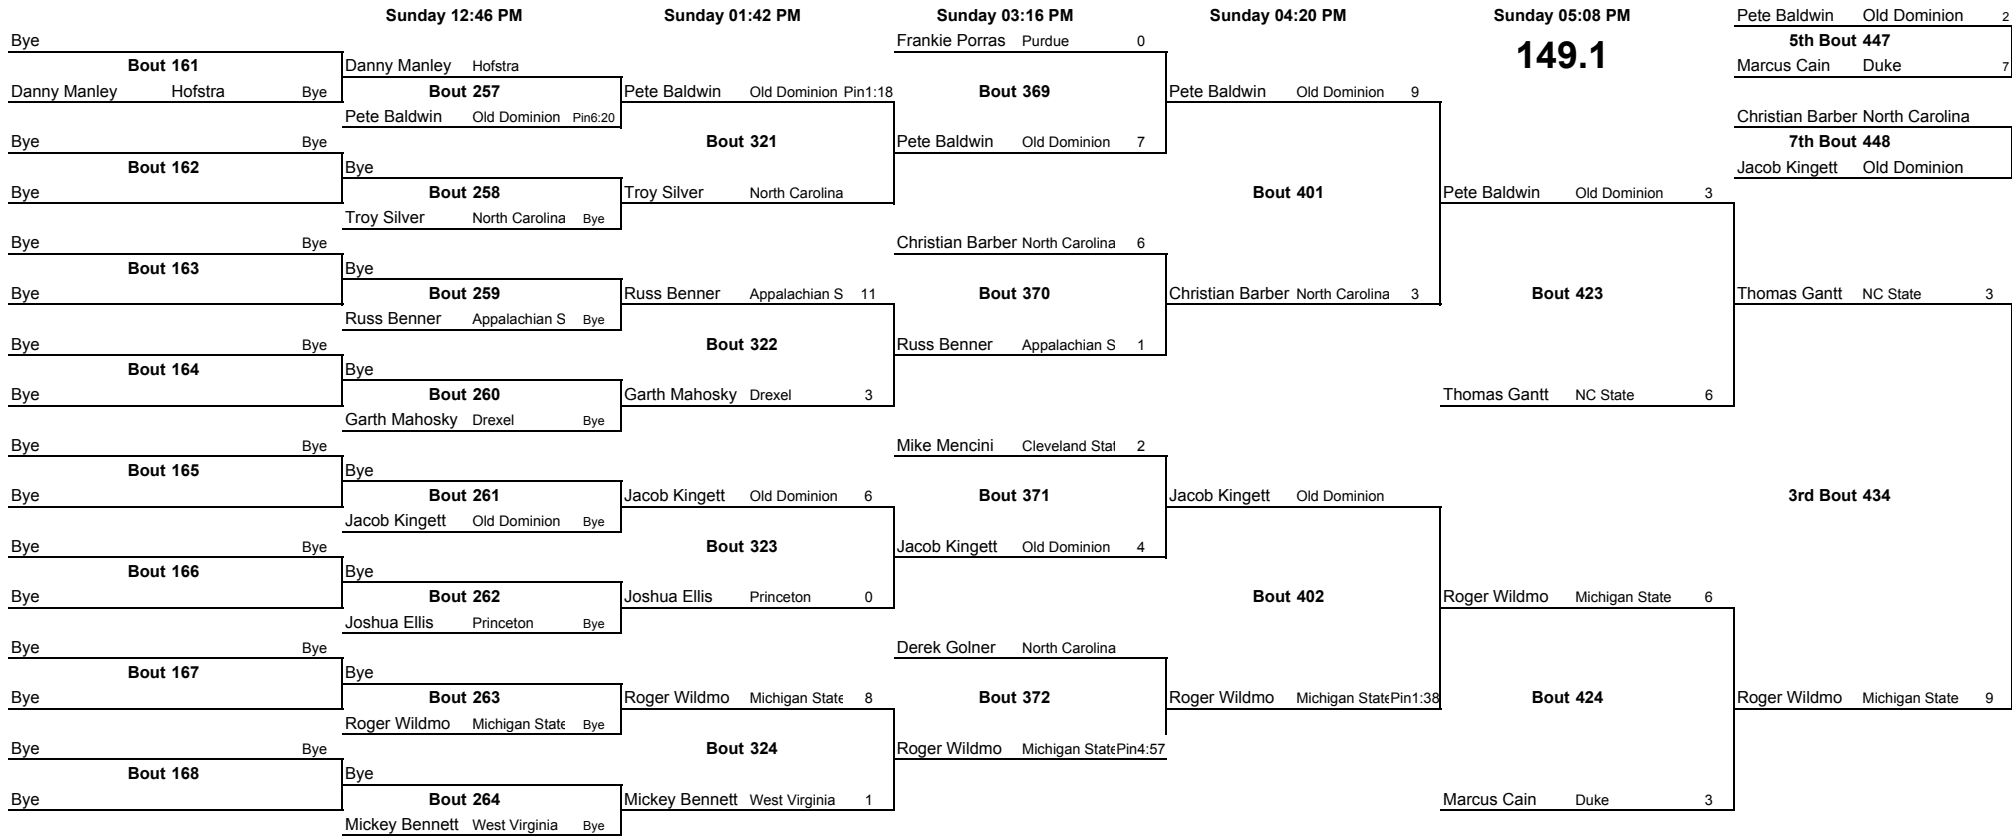 Sunday 12:46 PM Sunday 01:42 PM Sunday 03:16 PM Sunday 04:20 PM Sunday 05:08 PM Pete Baldwin Old Dominion 2
Bye Frankie Porras Purdue 0 149.1 5th Bout 447
Bout 161 Danny Manley Hofstra Marcus Cain Duke 7
Danny Manley Hofstra Bye Bout 257 Pete Baldwin Old Dominion Pin1:18 Bout 369 Pete Baldwin Old Dominion 9
Pete Baldwin Old Dominion Pin6:20 Christian Barber North Carolina
Bye Bye Bout 321 Pete Baldwin Old Dominion 7 7th Bout 448
Bout 162 Bye Jacob Kingett Old Dominion
Bye Bout 258 Troy Silver North Carolina Bout 401 Pete Baldwin Old Dominion 3
Troy Silver North Carolina Bye
Bye Bye Christian Barber North Carolina 6
Bout 163 Bye
Bye Bout 259 Russ Benner Appalachian S 11 Bout 370 Christian Barber North Carolina 3 Bout 423 Thomas Gantt NC State 3
Russ Benner Appalachian S Bye
Bye Bye Bout 322 Russ Benner Appalachian S 1
Bout 164 Bye
Bye Bout 260 Garth Mahosky Drexel 3 Thomas Gantt NC State 6
Garth Mahosky Drexel Bye
Bye Bye Mike Mencini Cleveland Stat 2
Bout 165 Bye
Bye Bout 261 Jacob Kingett Old Dominion 6 Bout 371 Jacob Kingett Old Dominion 3rd Bout 434
Jacob Kingett Old Dominion Bye
Bye Bye Bout 323 Jacob Kingett Old Dominion 4
Bout 166 Bye
Bye Bout 262 Joshua Ellis Princeton 0 Bout 402 Roger Wildmo Michigan State 6
Joshua Ellis Princeton Bye
Bye Bye Derek Golner North Carolina
Bout 167 Bye
Bye Bout 263 Roger Wildmo Michigan State 8 Bout 372 Roger Wildmo Michigan State Pin1:38 Bout 424 Roger Wildmo Michigan State 9
Roger Wildmo Michigan State Bye
Bye Bye Bout 324 Roger Wildmo Michigan State Pin4:57
Bout 168 Bye
Bye Bout 264 Mickey Bennett West Virginia 1 Marcus Cain Duke 3
Mickey Bennett West Virginia Bye